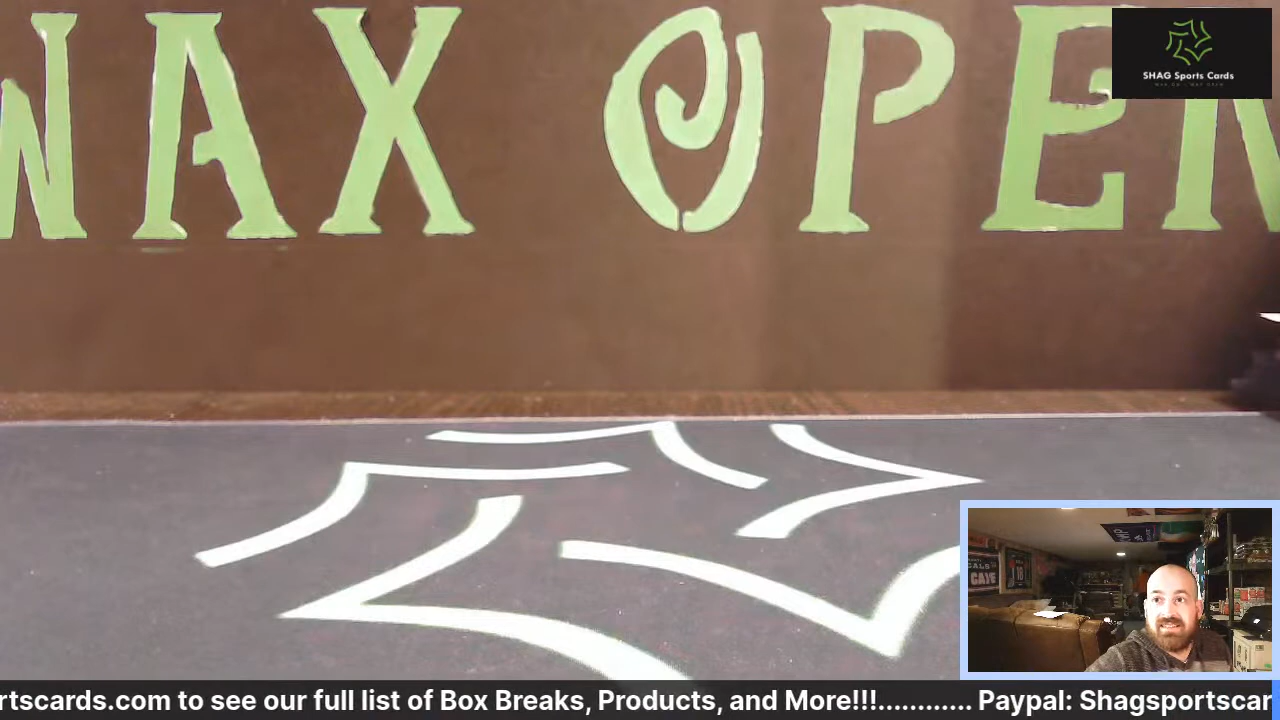 WAX OPEN
SHAG Sports Cards
CAVE
rtscards.com to see our full list of Box Breaks, Products, and More!!!............ Paypal: Shagsportscar